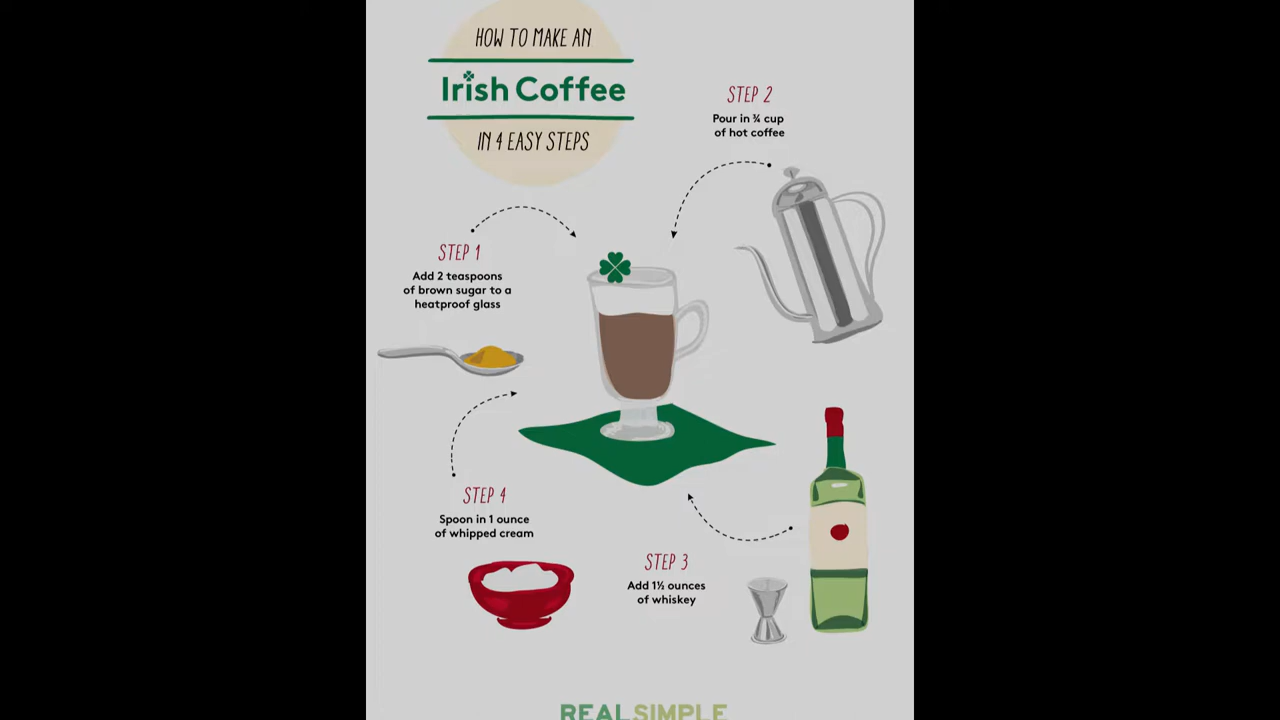 HOW TO MAKE AN
Irish Coffee
IN 4 EASY STEPS
STEP 1
Add 2 teaspoons
of brown sugar to a
heatproof glass
STEP 2
Pour in ¾ cup
of hot coffee
STEP 3
Add 1½ ounces
of whiskey
STEP 4
Spoon in 1 ounce
of whipped cream
REALSIMPLE